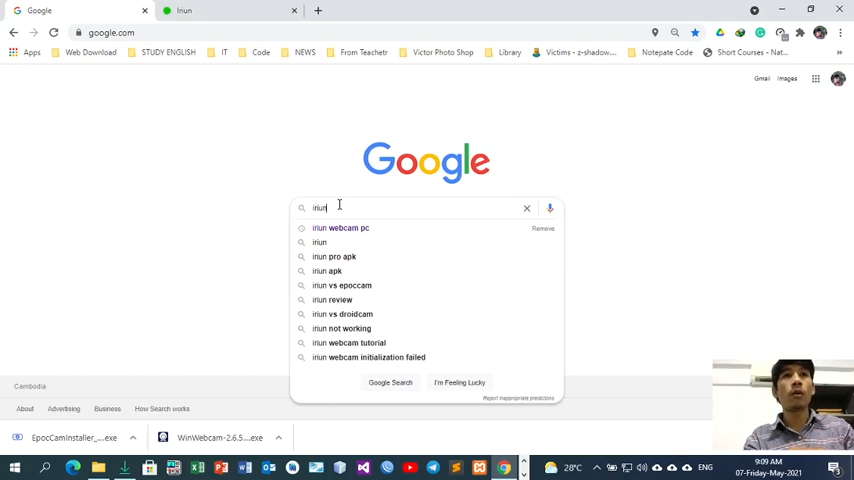 Google
Iriun
google.com
Apps
Web Download
STUDY ENGLISH
IT
Code
NEWS
From Teachetr
Victor Photo Shop
Library
Victims - z-shadow....
Notepate Code
Short Courses - Nat...
Gmail
Images
Google
iriun
iriun webcam pc
Remove
iriun
iriun pro apk
iriun apk
iriun vs epoccam
iriun review
iriun vs droidcam
iriun not working
iriun webcam tutorial
iriun webcam initialization failed
Google Search
I'm Feeling Lucky
Report inappropriate predictions
Cambodia
About
Advertising
Business
How Search works
EpocCamInstaller_....exe
WinWebcam-2.6.5....exe
28°C
ENG
9:09 AM
07-Friday-May-2021
3